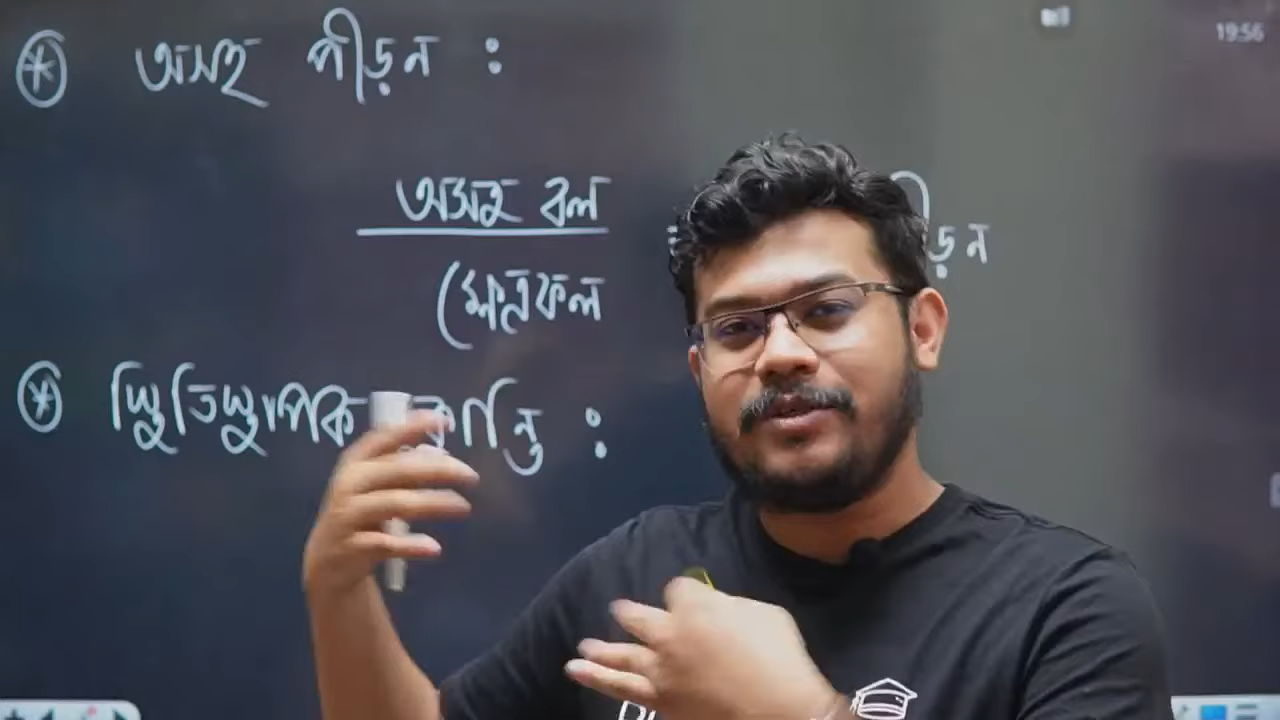 19:56
অসহ পীড়ন :
অসহ বল
ক্ষেত্রফল
ড়ন
স্থিতিস্থাপক ক্লান্তি :